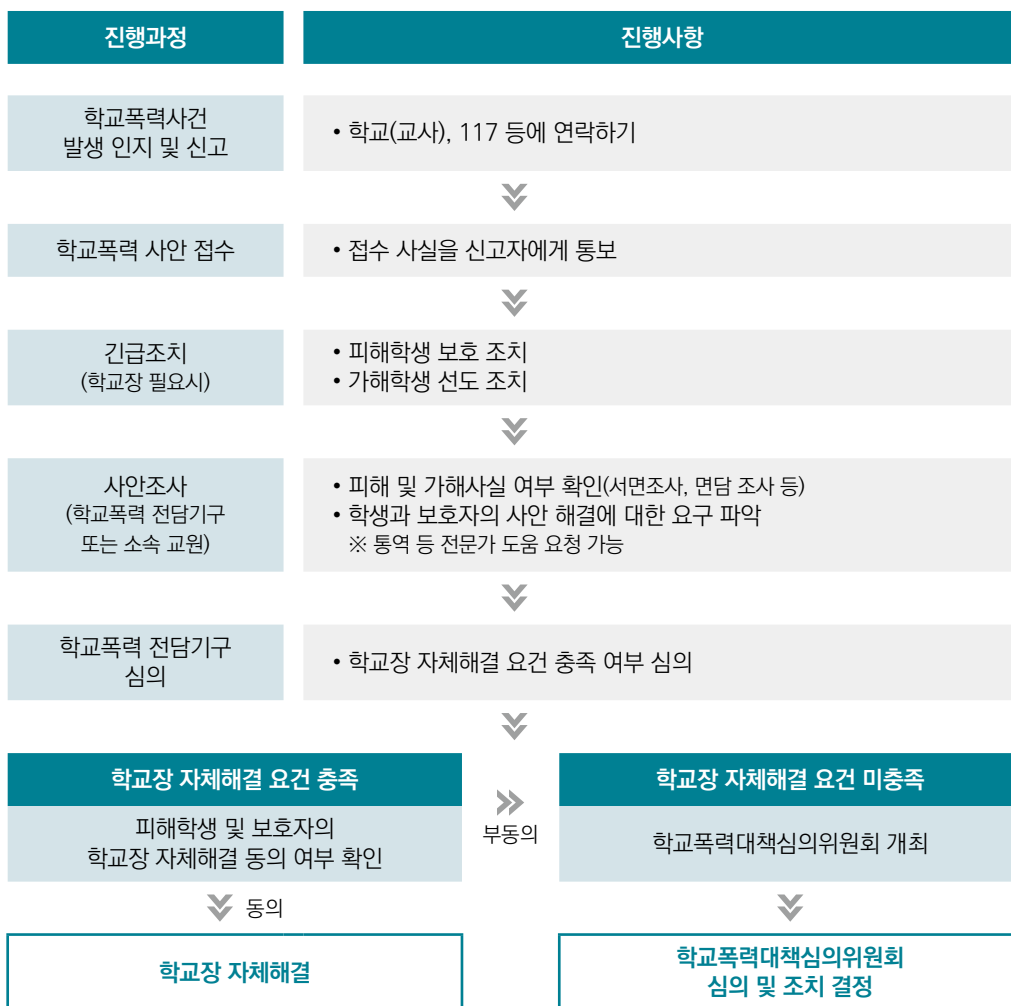 진행과정
진행사항
학교폭력사건
발생 인지 및 신고
• 학교(교사), 117 등에 연락하기
학교폭력 사안 접수
• 접수 사실을 신고자에게 통보
긴급조치
(학교장 필요시)
• 피해학생 보호 조치
• 가해학생 선도 조치
사안조사
(학교폭력 전담기구
또는 소속 교원)
• 피해 및 가해사실 여부 확인(서면조사, 면담 조사 등)
• 학생과 보호자의 사안 해결에 대한 요구 파악
※ 통역 등 전문가 도움 요청 가능
학교폭력 전담기구
심의
• 학교장 자체해결 요건 충족 여부 심의
학교장 자체해결 요건 충족
피해학생 및 보호자의
학교장 자체해결 동의 여부 확인
부동의
학교장 자체해결 요건 미충족
학교폭력대책심의위원회 개최
동의
학교장 자체해결
학교폭력대책심의위원회
심의 및 조치 결정